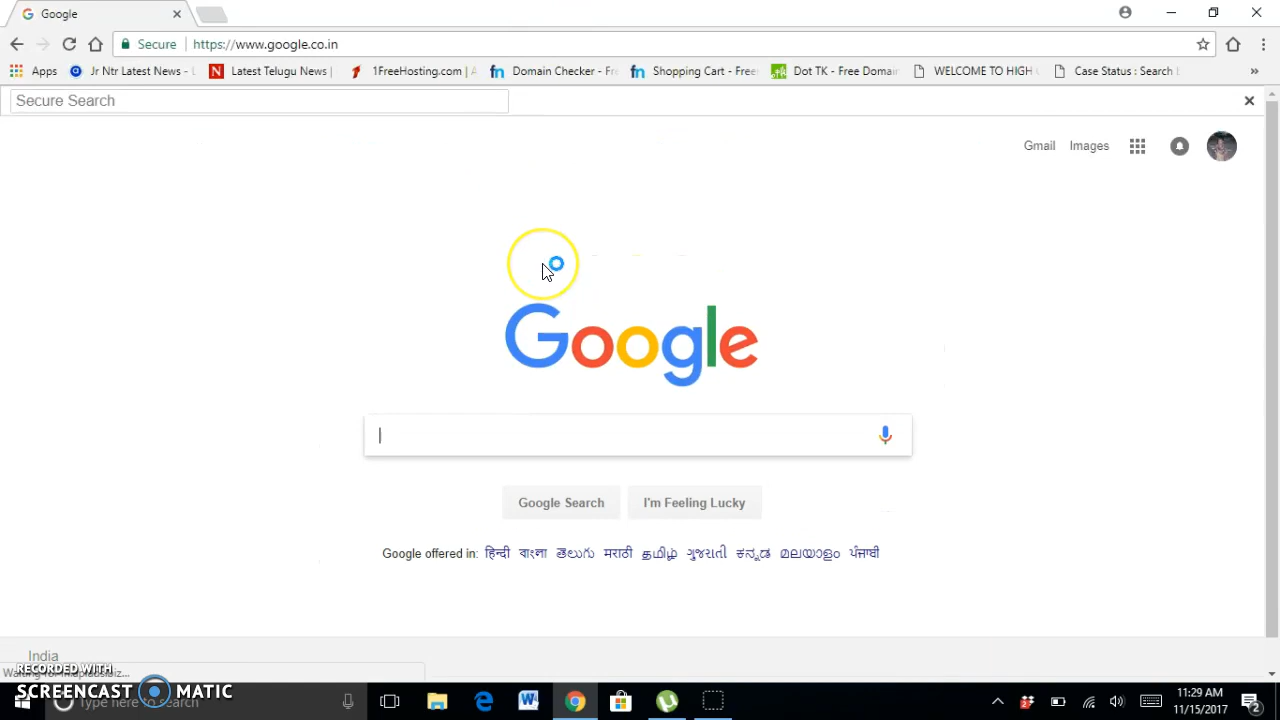 Google
Secure https://www.google.co.in
Apps Jr Ntr Latest News - Latest Telugu News | 1FreeHosting.com | A Domain Checker - Fr Shopping Cart - Free Dot TK - Free Doma WELCOME TO HIGH Case Status : Search »
Secure Search
Gmail Images
Google
Google Search I'm Feeling Lucky
Google offered in: हिन्दी বাংলা తెలుగు मराठी தமிழ் ગુજરાતી ಕನ್ನಡ മലയാളം ਪੰਜਾਬੀ
India
RECORDED WITH
SCREENCAST MATIC
Type here to search
11:29 AM
11/15/2017
2